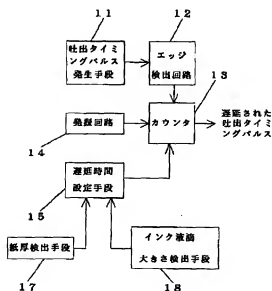 11
12
吐出タイミ
ングパルス
発生手段
エッジ
検出回路
13
発振回路
カウンタ
遅延された
吐出タイミ
ングパルス
14
遅延時間
設定手段
15
紙厚検出手段
インク液滴
大きさ検出手段
17
18